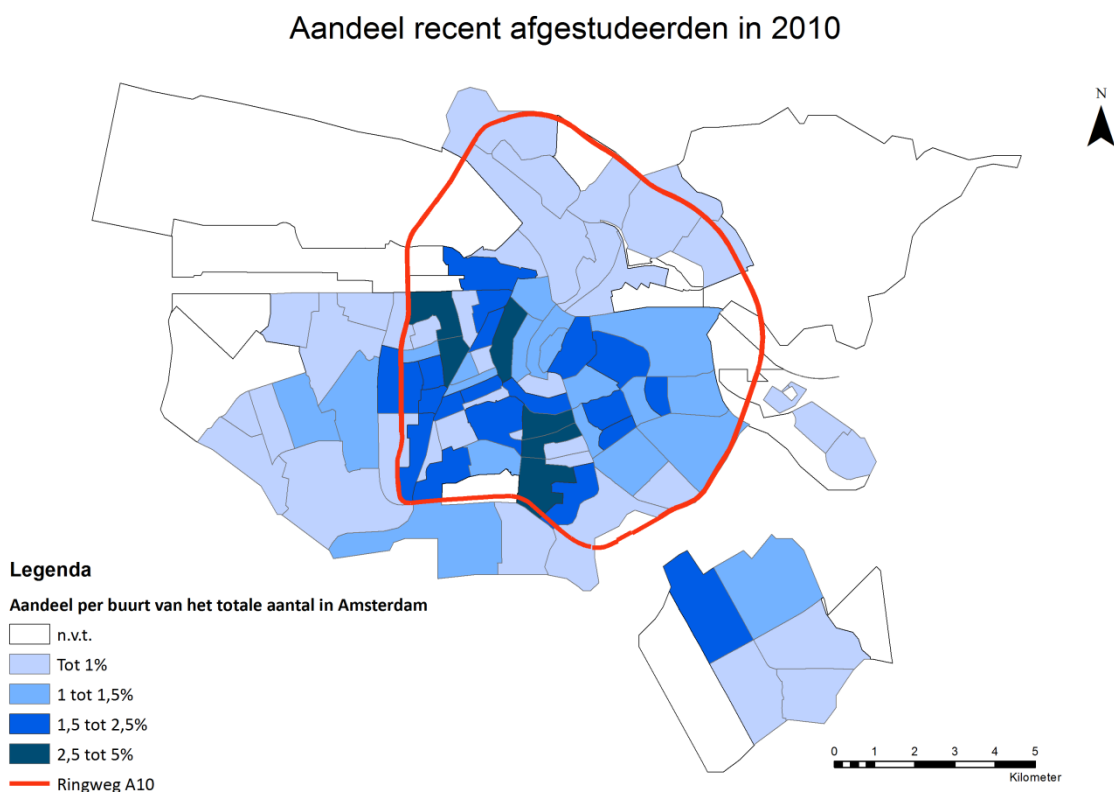 Aandeel recent afgestudeerden in 2010
N
Legenda
Aandeel per buurt van het totale aantal in Amsterdam
n.v.t.
Tot 1%
1 tot 1,5%
1,5 tot 2,5%
2,5 tot 5%
Ringweg A10
0 1 2 3 4 5
Kilometer